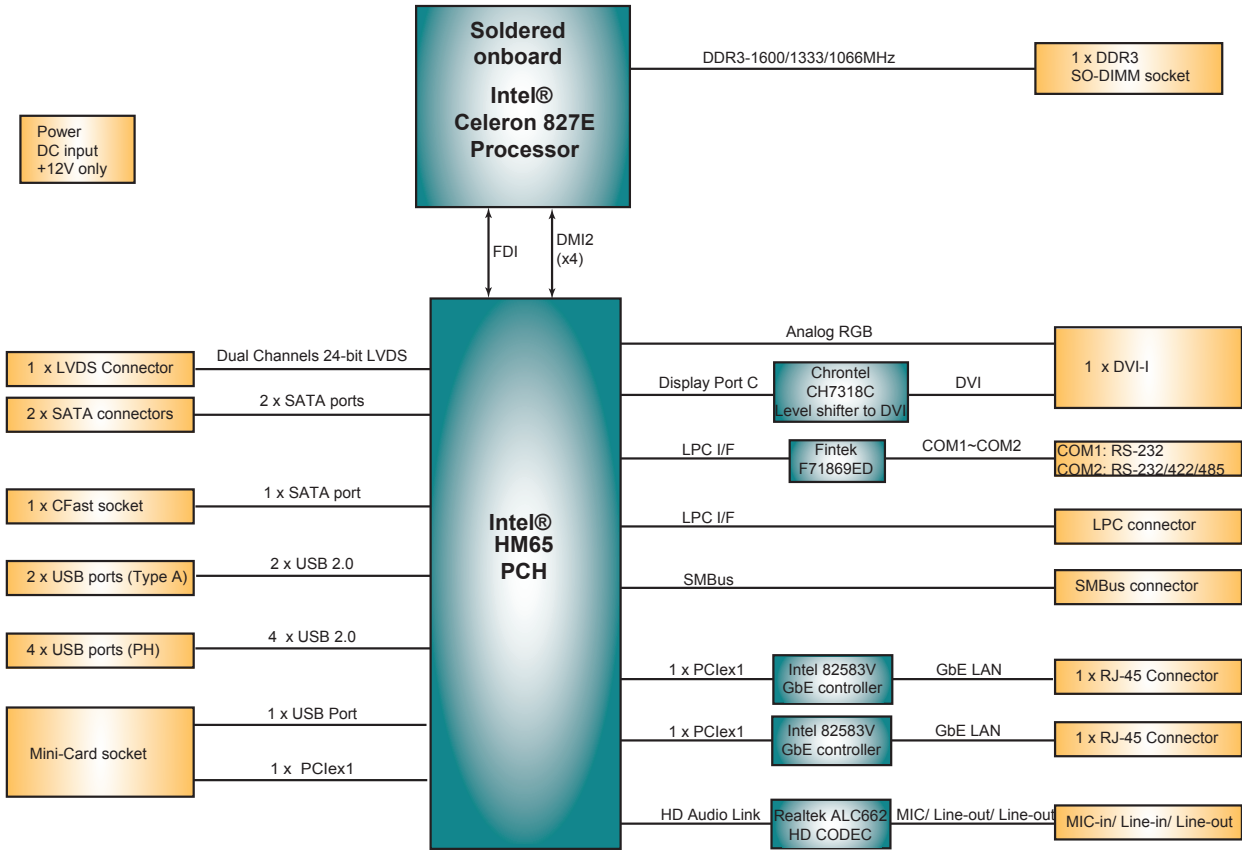 Soldered
onboard
Intel®
Celeron 827E
Processor
DDR3-1600/1333/1066MHz
1 x DDR3
SO-DIMM socket
Power
DC input
+12V only
FDI
DMI2
(x4)
Intel®
HM65
PCH
1 x LVDS Connector
Dual Channels 24-bit LVDS
2 x SATA connectors
2 x SATA ports
1 x CFast socket
1 x SATA port
2 x USB ports (Type A)
2 x USB 2.0
4 x USB ports (PH)
4 x USB 2.0
Mini-Card socket
1 x USB Port
1 x PCIex1
Analog RGB
1 x DVI-I
Display Port C
Chrontel
CH7318C
Level shifter to DVI
DVI
LPC I/F
Fintek
F71869ED
COM1~COM2
COM1: RS-232
COM2: RS-232/422/485
LPC I/F
LPC connector
SMBus
SMBus connector
1 x PCIex1
Intel 82583V
GbE controller
GbE LAN
1 x RJ-45 Connector
1 x PCIex1
Intel 82583V
GbE controller
GbE LAN
1 x RJ-45 Connector
HD Audio Link
Realtek ALC662
HD CODEC
MIC/ Line-out/ Line-out
MIC-in/ Line-in/ Line-out